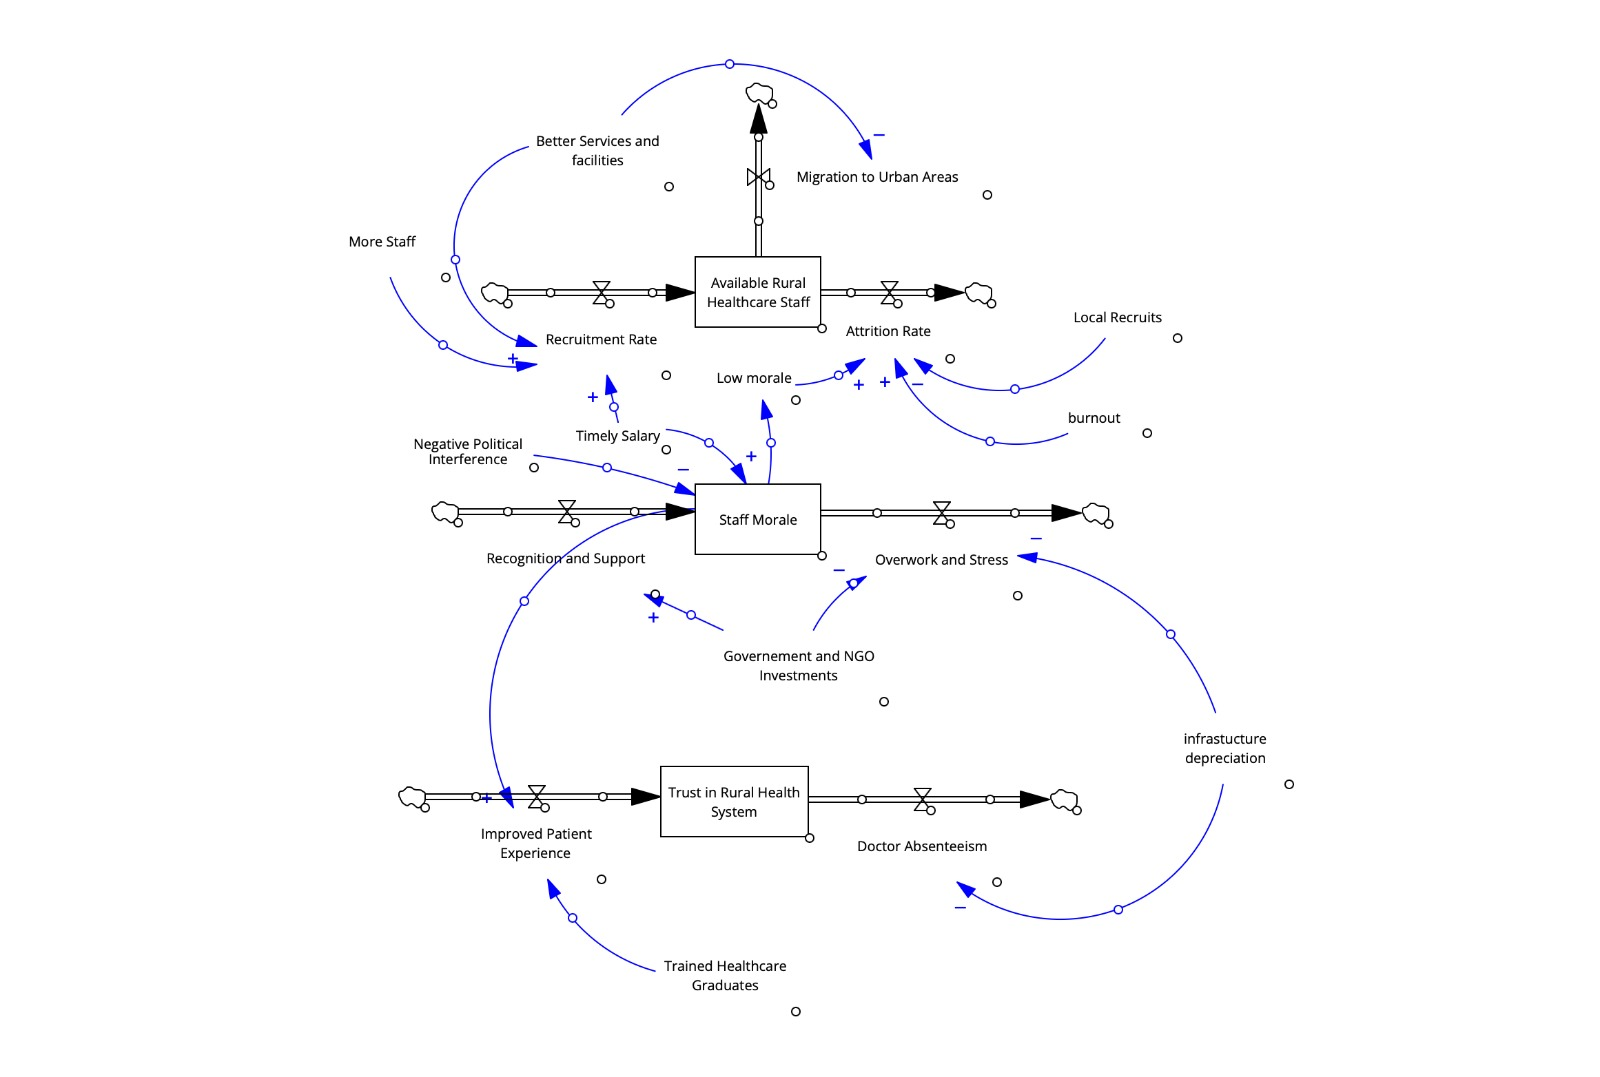 Better Services and
facilities
−
Migration to Urban Areas
More Staff
Available Rural
Healthcare Staff
Local Recruits
Attrition Rate
Recruitment Rate
+
Low morale
+
+
−
+
burnout
Timely Salary
Negative Political
Interference
+
−
Staff Morale
−
Recognition and Support
Overwork and Stress
−
+
Governement and NGO
Investments
infrastucture
depreciation
Trust in Rural Health
System
+
Improved Patient
Experience
Doctor Absenteeism
−
Trained Healthcare
Graduates